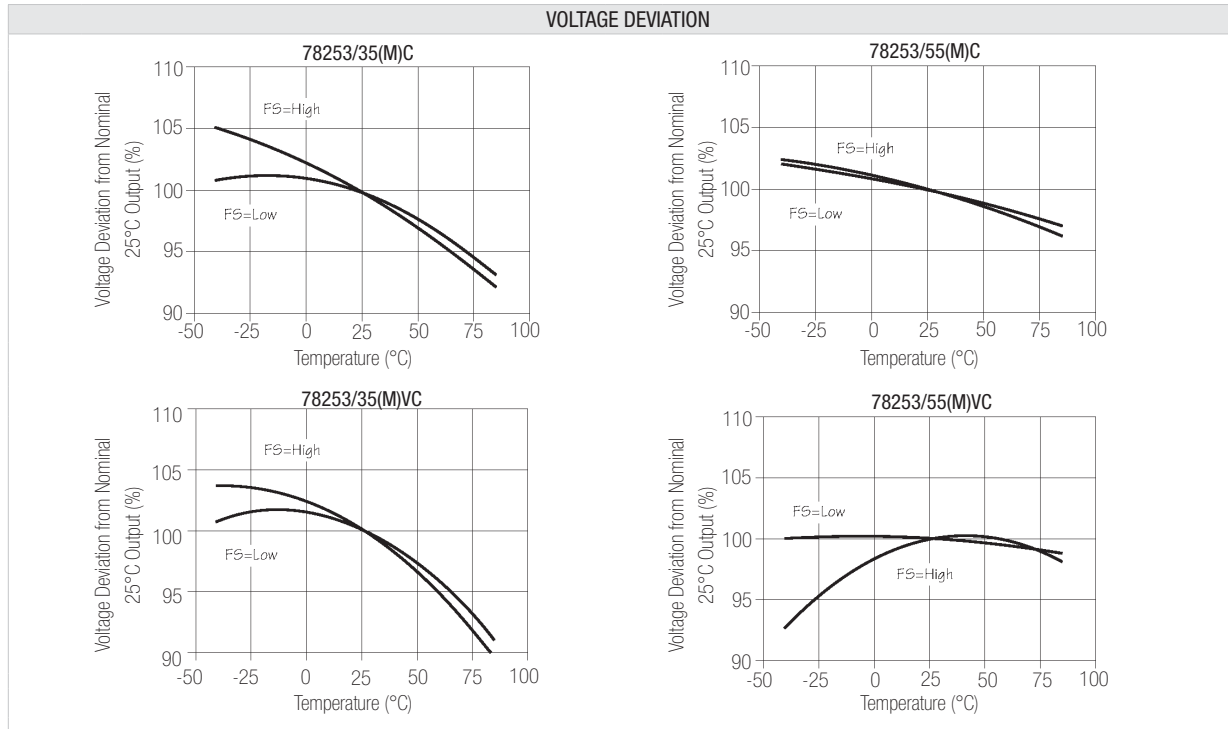 VOLTAGE DEVIATION
78253/35(M)C
110
105
100
95
90
-50
-25
0
25
50
75
100
FS=High
FS=Low
Voltage Deviation from Nominal
25°C Output (%)
Temperature (°C)
78253/55(M)C
110
105
100
95
90
-50
-25
0
25
50
75
100
FS=High
FS=Low
Voltage Deviation from Nominal
25°C Output (%)
Temperature (°C)
78253/35(M)VC
110
105
100
95
90
-50
-25
0
25
50
75
100
FS=High
FS=Low
Voltage Deviation from Nominal
25°C Output (%)
Temperature (°C)
78253/55(M)VC
110
105
100
95
90
-50
-25
0
25
50
75
100
FS=Low
FS=High
Voltage Deviation from Nominal
25°C Output (%)
Temperature (°C)